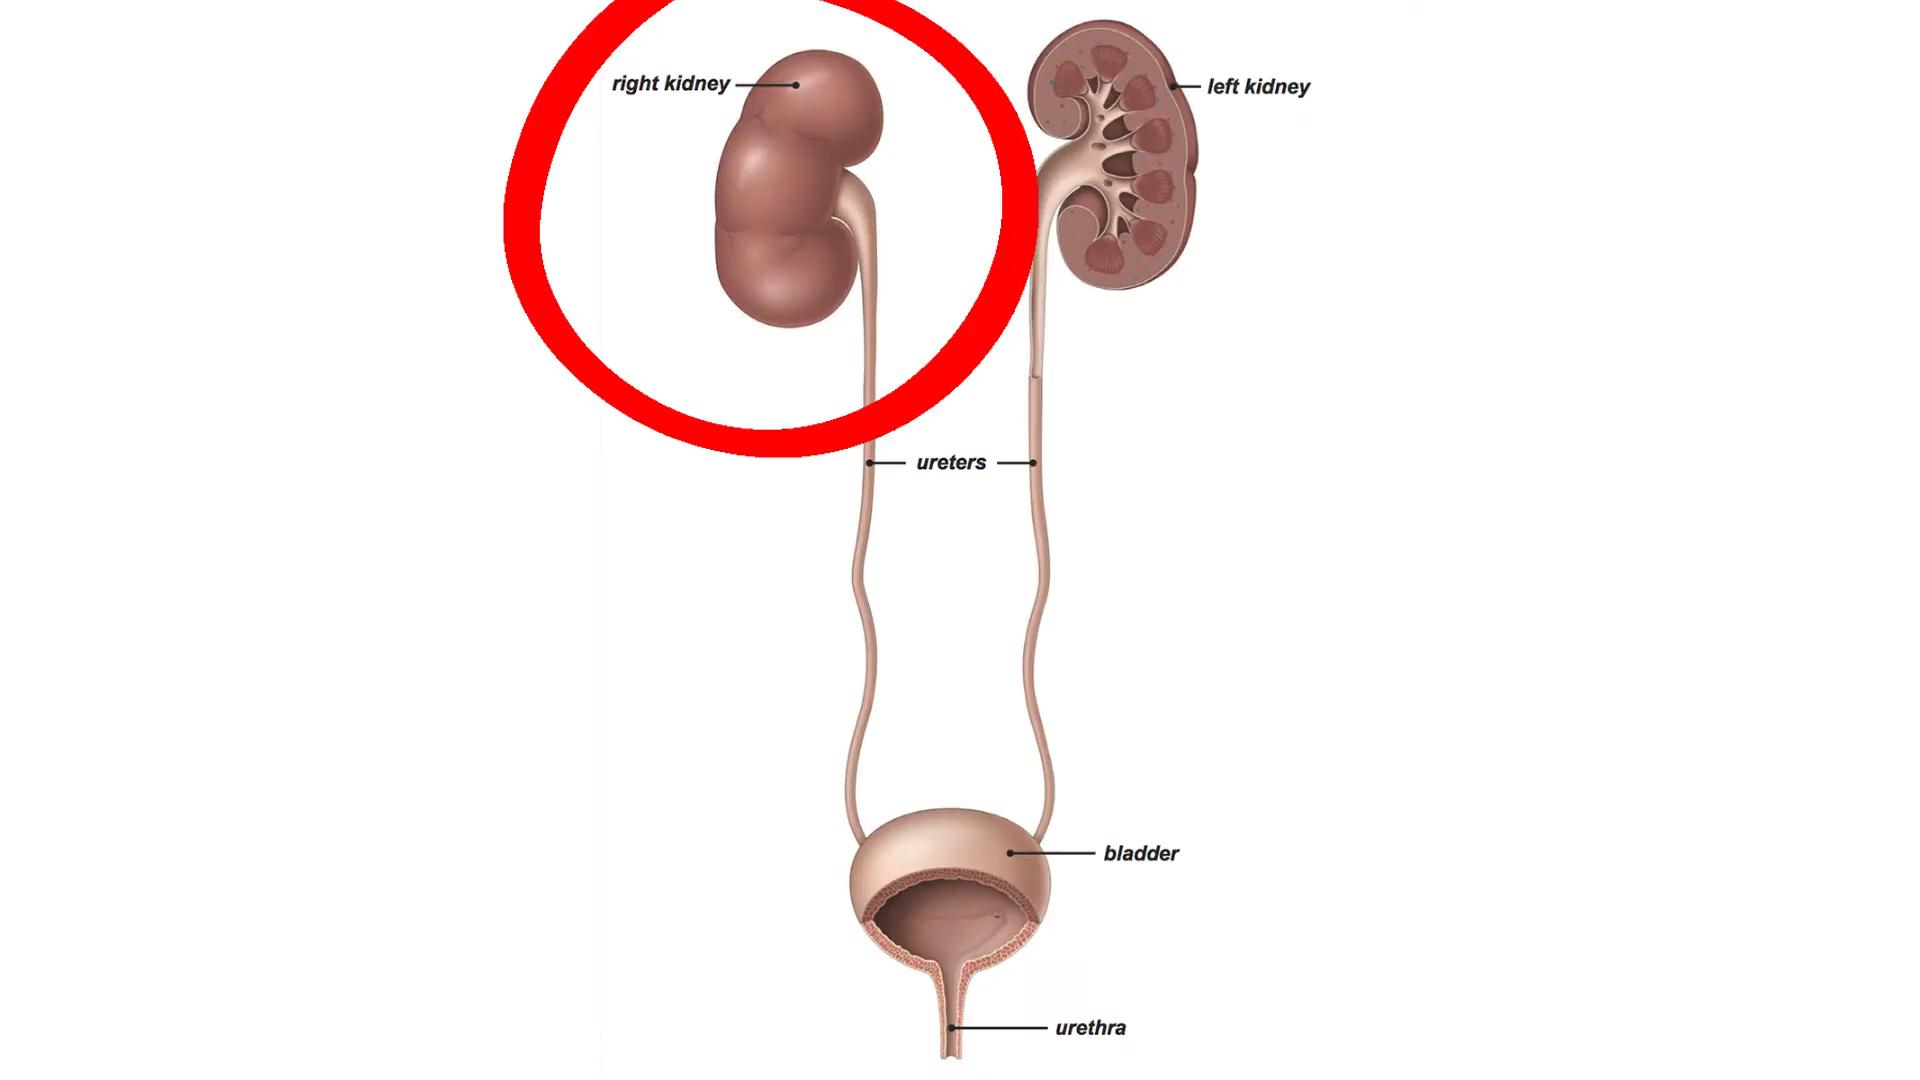 right kidney
left kidney
ureters
bladder
urethra